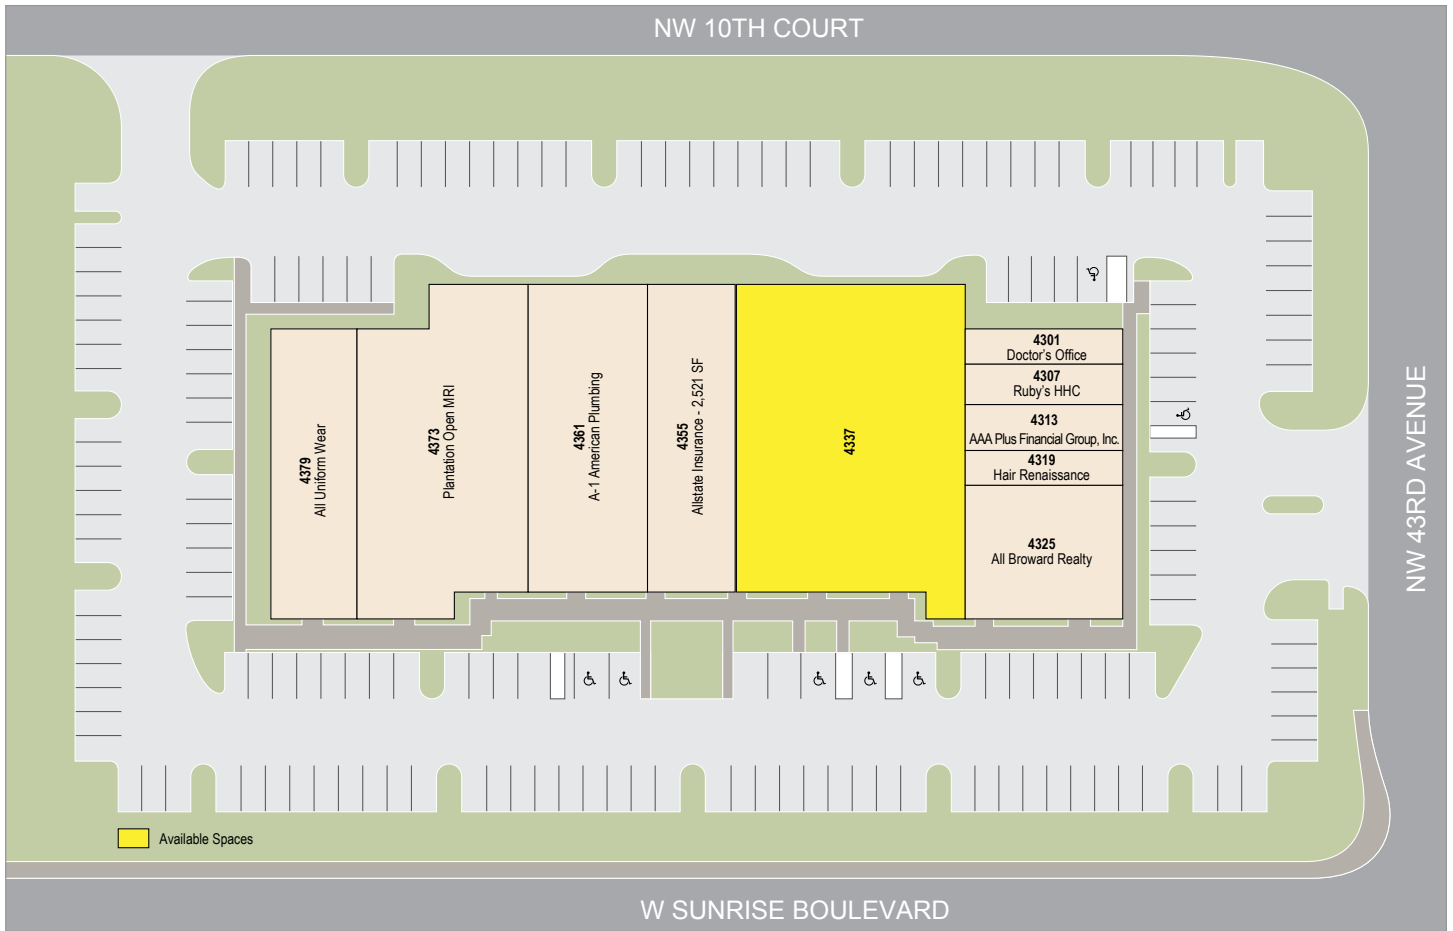 NW 10TH COURT
4379
All Uniform Wear
4373
Plantation Open MRI
4361
A-1 American Plumbing
4355
Allstate Insurance - 2,521 SF
4337
4301
Doctor's Office
4307
Ruby's HHC
4313
AAA Plus Financial Group, Inc.
4319
Hair Renaissance
4325
All Broward Realty
NW 43RD AVENUE
Available Spaces
W SUNRISE BOULEVARD